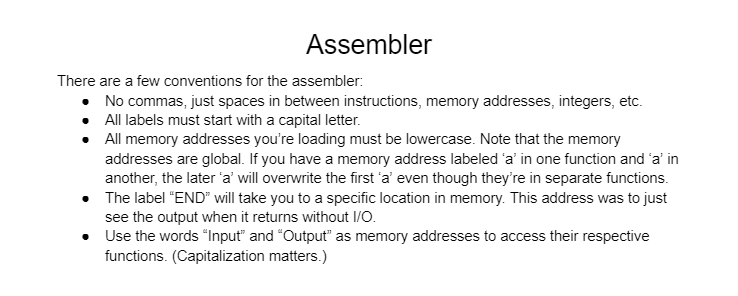 Assembler
There are a few conventions for the assembler:
● No commas, just spaces in between instructions, memory addresses, integers, etc.
● All labels must start with a capital letter.
● All memory addresses you’re loading must be lowercase. Note that the memory
addresses are global. If you have a memory address labeled ‘a’ in one function and ‘a’ in
another, the later ‘a’ will overwrite the first ‘a’ even though they’re in separate functions.
● The label “END” will take you to a specific location in memory. This address was to just
see the output when it returns without I/O.
● Use the words “Input” and “Output” as memory addresses to access their respective
functions. (Capitalization matters.)